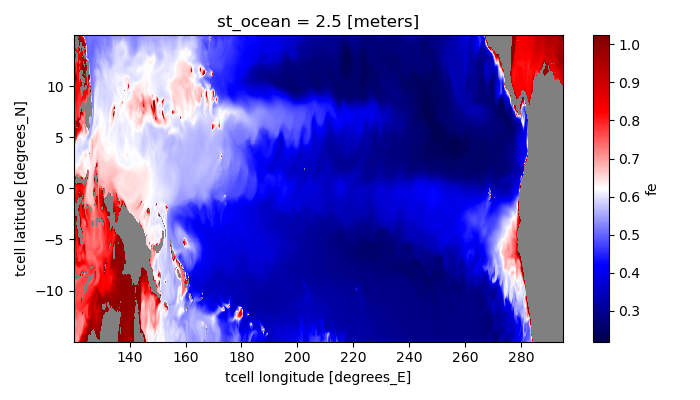 st_ocean = 2.5 [meters]
tcell latitude [degrees_N]
10
5
0
−5
−10
140 160 180 200 220 240 260 280
tcell longitude [degrees_E]
1.0
0.9
0.8
0.7
0.6
0.5
0.4
0.3
fe